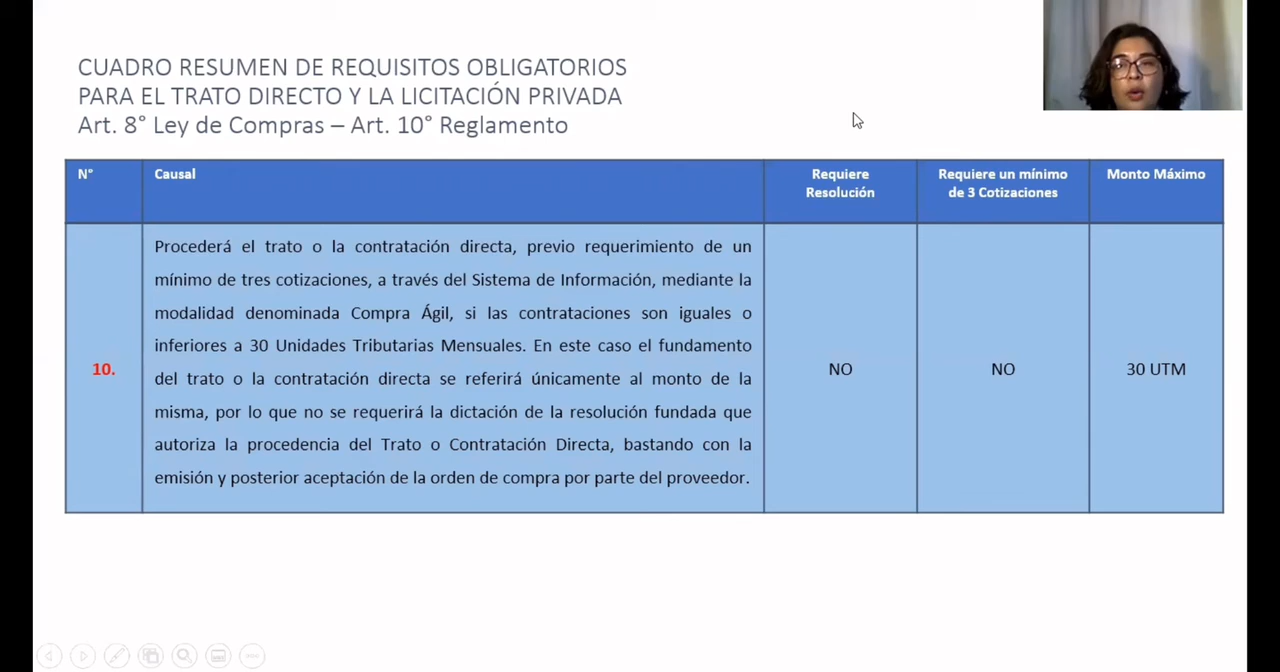 CUADRO RESUMEN DE REQUISITOS OBLIGATORIOS
PARA EL TRATO DIRECTO Y LA LICITACIÓN PRIVADA
Art. 8° Ley de Compras – Art. 10° Reglamento
N°
Causal
Requiere
Resolución
Requiere un mínimo
de 3 Cotizaciones
Monto Máximo
10.
Procederá el trato o la contratación directa, previo requerimiento de un
mínimo de tres cotizaciones, a través del Sistema de Información, mediante la
modalidad denominada Compra Ágil, si las contrataciones son iguales o
inferiores a 30 Unidades Tributarias Mensuales. En este caso el fundamento
del trato o la contratación directa se referirá únicamente al monto de la
misma, por lo que no se requerirá la dictación de la resolución fundada que
autoriza la procedencia del Trato o Contratación Directa, bastando con la
emisión y posterior aceptación de la orden de compra por parte del proveedor.
NO
NO
30 UTM